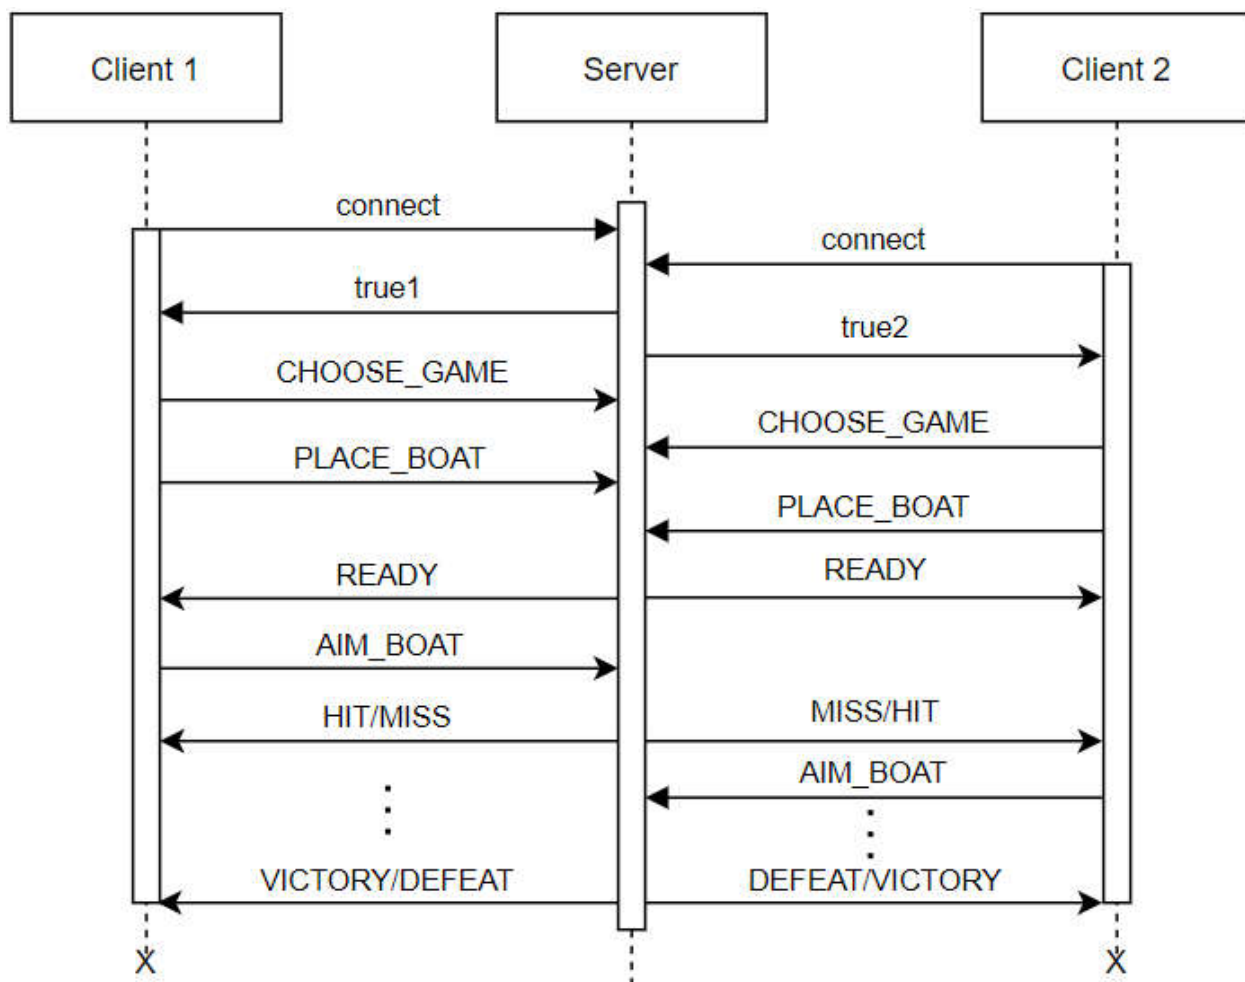 Client 1
Server
Client 2
connect
connect
true1
true2
CHOOSE_GAME
CHOOSE_GAME
PLACE_BOAT
PLACE_BOAT
READY
READY
AIM_BOAT
HIT/MISS
MISS/HIT
AIM_BOAT
VICTORY/DEFEAT
DEFEAT/VICTORY
X
X